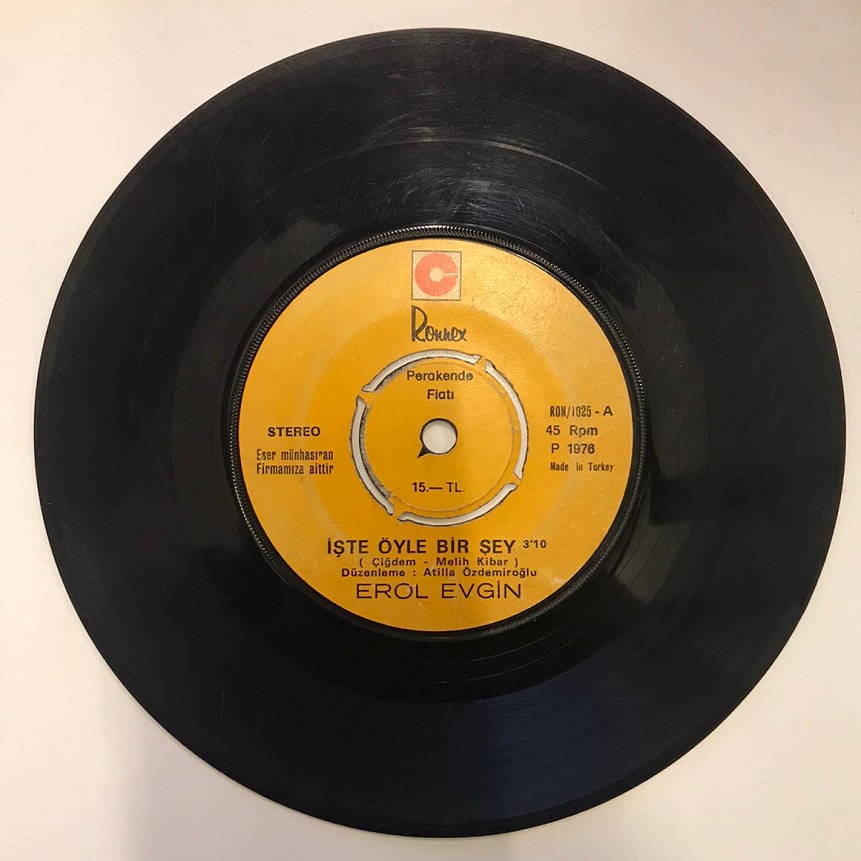 Ronnex
Perakende
Fiatı
RON/1025 - A
STEREO
45 Rpm
P 1976
Eser münhasıran
Firmamıza aittir
Made in Turkey
15.— TL.
İŞTE ÖYLE BİR ŞEY 3'10
( Çiğdem - Melih Kibar )
Düzenleme : Atilla Özdemiroğlu
EROL EVGİN